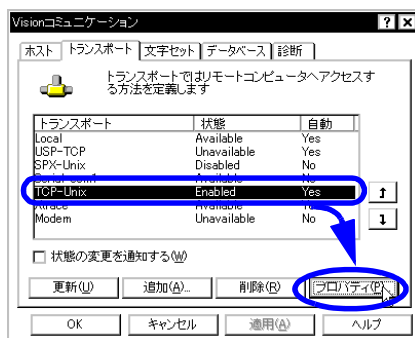 Visionコミュニケーション
ホスト トランスポート 文字セット データベース 診断
トランスポートではリモートコンピュータへアクセスす
る方法を定義します
トランスポート 状態 自動
Local Available Yes
USP-TCP Unavailable Yes
SPX-Unix Disabled No
Serial-com1 No
TCP-Unix Enabled Yes
Xtrace Available
Modem Unavailable No
状態の変更を通知する(W)
更新(U) 追加(A)... 削除(R) プロパティ(P)
OK キャンセル 適用(A) ヘルプ